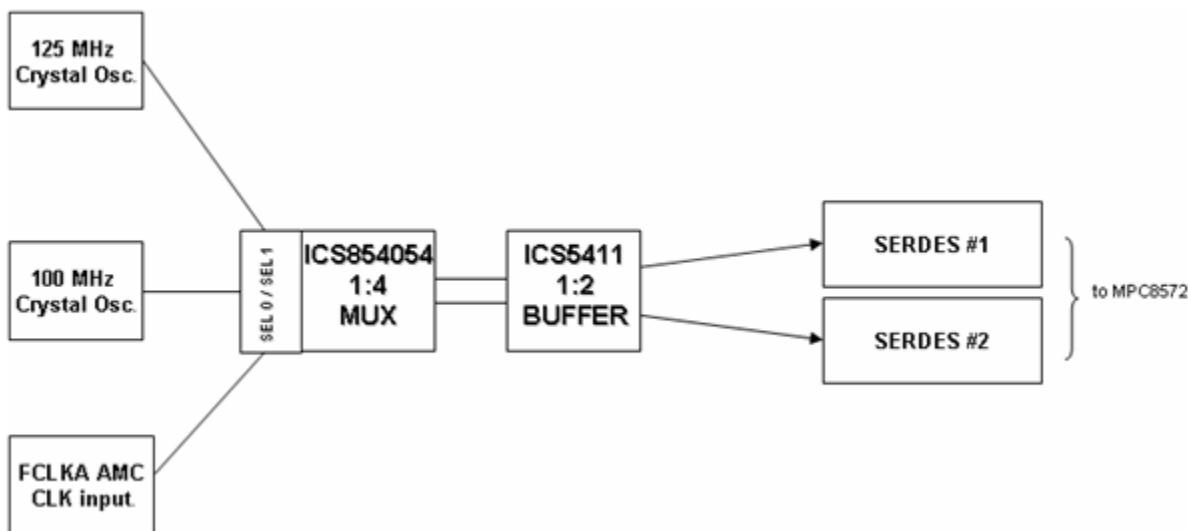 125 MHz
Crystal Osc.
100 MHz
Crystal Osc.
FCLKA AMC
CLK input.
SEL 0 / SEL 1
ICS854054
1:4
MUX
ICS5411
1:2
BUFFER
SERDES #1
SERDES #2
to MPC8572